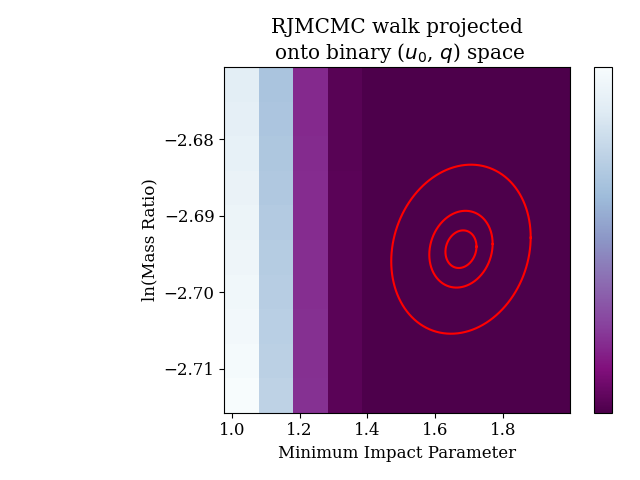 RJMCMC walk projected
onto binary (u₀, q) space
ln(Mass Ratio)
−2.68
−2.69
−2.70
−2.71
1.0 1.2 1.4 1.6 1.8
Minimum Impact Parameter